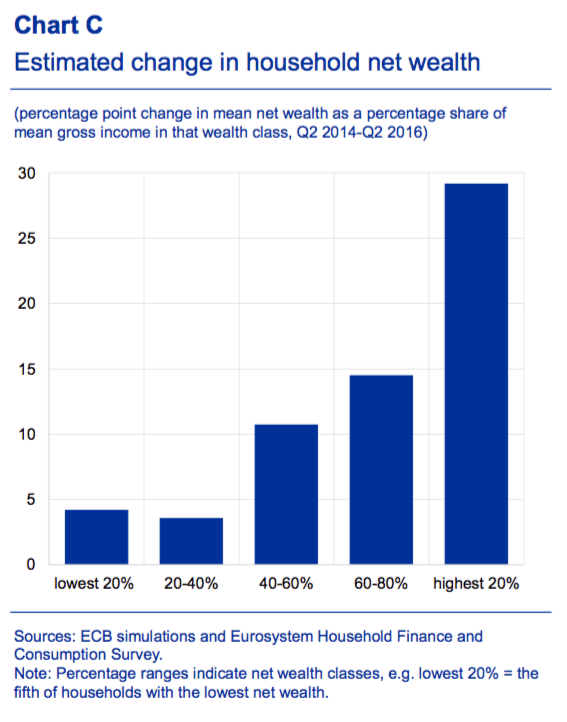 Chart C
Estimated change in household net wealth
(percentage point change in mean net wealth as a percentage share of
mean gross income in that wealth class, Q2 2014-Q2 2016)
30
25
20
15
10
5
0
lowest 20% 20-40% 40-60% 60-80% highest 20%
Sources: ECB simulations and Eurosystem Household Finance and
Consumption Survey.
Note: Percentage ranges indicate net wealth classes, e.g. lowest 20% = the
fifth of households with the lowest net wealth.